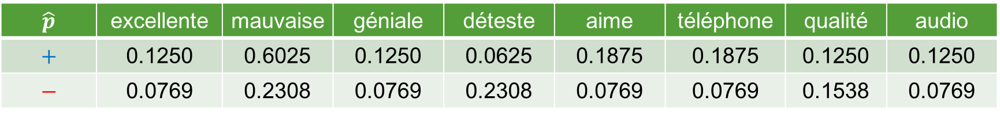 p̂ excellente mauvaise géniale déteste aime téléphone qualité audio
+ 0.1250 0.6025 0.1250 0.0625 0.1875 0.1875 0.1250 0.1250
− 0.0769 0.2308 0.0769 0.2308 0.0769 0.0769 0.1538 0.0769